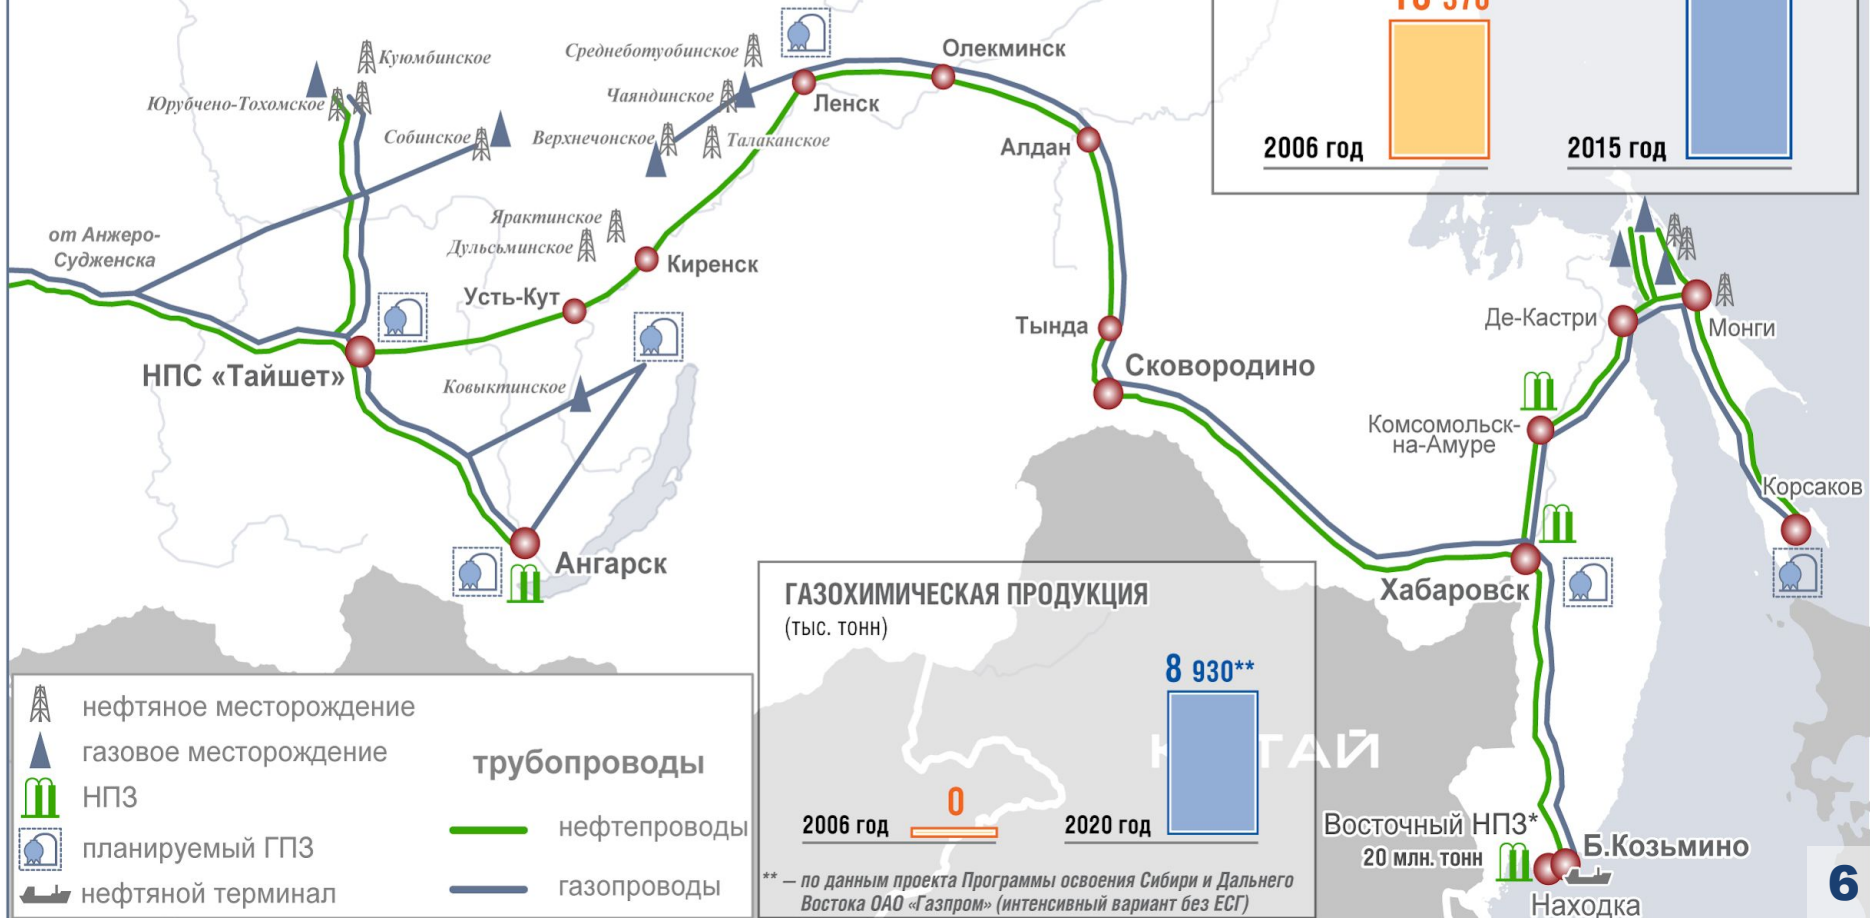 2006 год
2015 год
Куюмбинское
Юрубчено-Тохомское
Собинское
Среднеботуобинское
Чаяндинское
Верхнечонское
Талаканское
Ленск
Олекминск
Алдан
от Анжеро-
Судженска
Ярактинское
Дульсьминское
Киренск
Усть-Кут
НПС «Тайшет»
Ковыктинское
Ангарск
Тында
Сковородино
Де-Кастри
Монги
Комсомольск-
на-Амуре
Корсаков
Хабаровск
ГАЗОХИМИЧЕСКАЯ ПРОДУКЦИЯ
(тыс. тонн)
8 930**
0
2006 год
2020 год
** – по данным проекта Программы освоения Сибири и Дальнего
Востока ОАО «Газпром» (интенсивный вариант без ЕСГ)
Восточный НПЗ*
20 млн. тонн
Б.Козьмино
Находка
нефтяное месторождение
газовое месторождение
НПЗ
планируемый ГПЗ
нефтяной терминал
трубопроводы
нефтепроводы
газопроводы
6